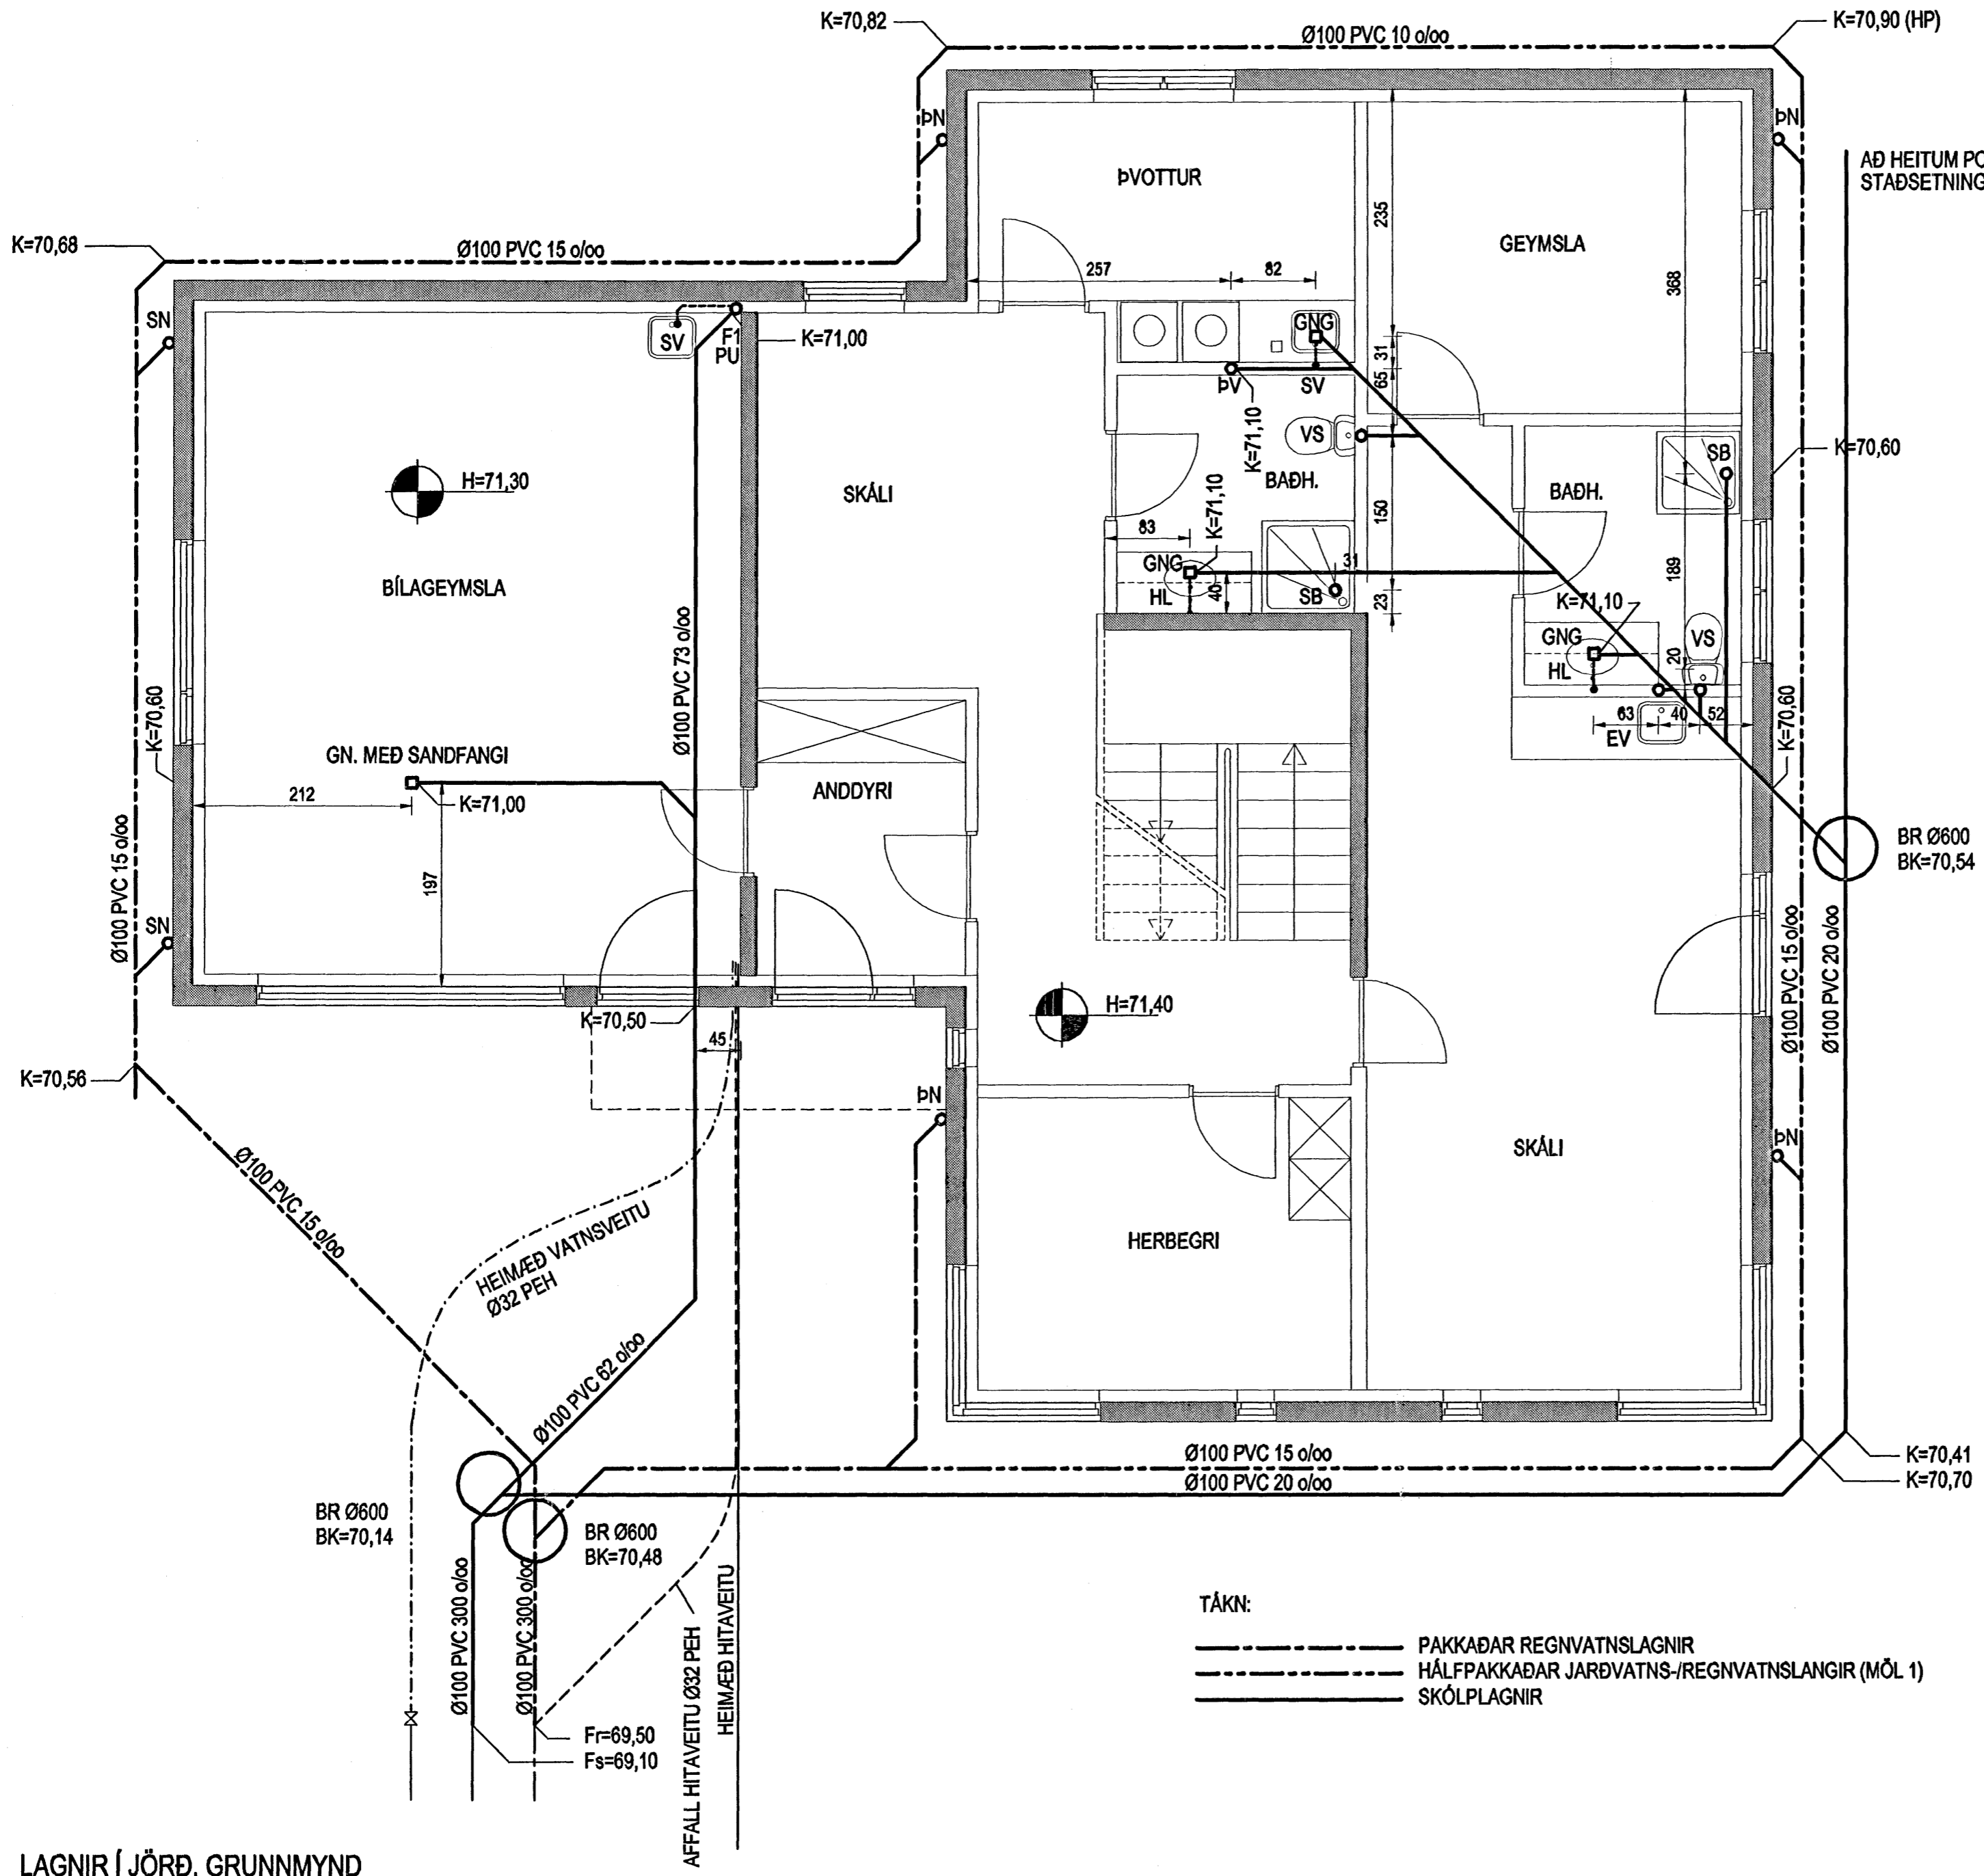 K=70,82
Ø100 PVC 10 o/oo
K=70,90 (HP)
ÞN
ÞN
AÐ HEITUM
STAÐSETNING
ÞVOTTUR
235
K=70,68
Ø100 PVC 15 o/oo
GEYMSLA
257
82
368
SN
SV
F1
PU
K=71,00
GNG
31
ÞV
SV
65
K=71,10
VS
K=70,60
SB
H=71,30
SKÁLI
BAÐH.
BAÐH.
K=71,10
150
83
GNG
31
BÍLAGEYMSLA
HL
40
SB
23
189
K=71,10
Ø100 PVC 73 o/oo
GNG
VS
HL
20
K=70,60
63
40
52
EV
K=70,60
GN. MEÐ SANDFANGI
212
K=71,00
ANDDYRI
BR Ø600
BK=70,54
Ø100 PVC 15 o/oo
197
SN
Ø100 PVC 15 o/oo
Ø100 PVC 20 o/oo
K=70,50
H=71,40
45
K=70,56
ÞN
ÞN
SKÁLI
Ø100 PVC 15 o/oo
HEIMÆÐ VATNSVEITU
Ø32 PEH
HERBEGRI
Ø100 PVC 62 o/oo
Ø100 PVC 15 o/oo
K=70,41
Ø100 PVC 20 o/oo
K=70,70
BR Ø600
BK=70,14
BR Ø600
BK=70,48
Ø100 PVC 300 o/oo
Ø100 PVC 300 o/oo
AFFALL HITAVEITU Ø32 PEH
HEIMÆÐ HITAVEITU
TÁKN:
PAKKAÐAR REGNVATNSLAGNIR
HÁLFPAKKAÐAR JARÐVATNS-/REGNVATNSLANGIR (MÖL 1)
SKÓLPLAGNIR
Fr=69,50
Fs=69,10
LAGNIR Í JÖRÐ, GRUNNMYND